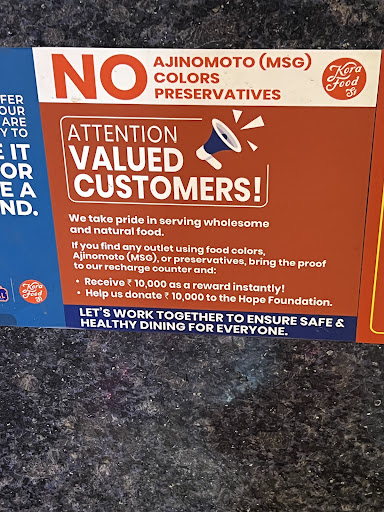 NO
AJINOMOTO (MSG)
COLORS
PRESERVATIVES
Kora
Food
St
ATTENTION
VALUED
CUSTOMERS!
We take pride in serving wholesome
and natural food.
If you find any outlet using food colors,
Ajinomoto (MSG), or preservatives, bring the proof
to our recharge counter and:
• Receive ₹ 10,000 as a reward instantly!
• Help us donate ₹ 10,000 to the Hope Foundation.
LET'S WORK TOGETHER TO ENSURE SAFE &
HEALTHY DINING FOR EVERYONE.
OUR
ARE
TO
IT
OR
A
Kora
Food
St